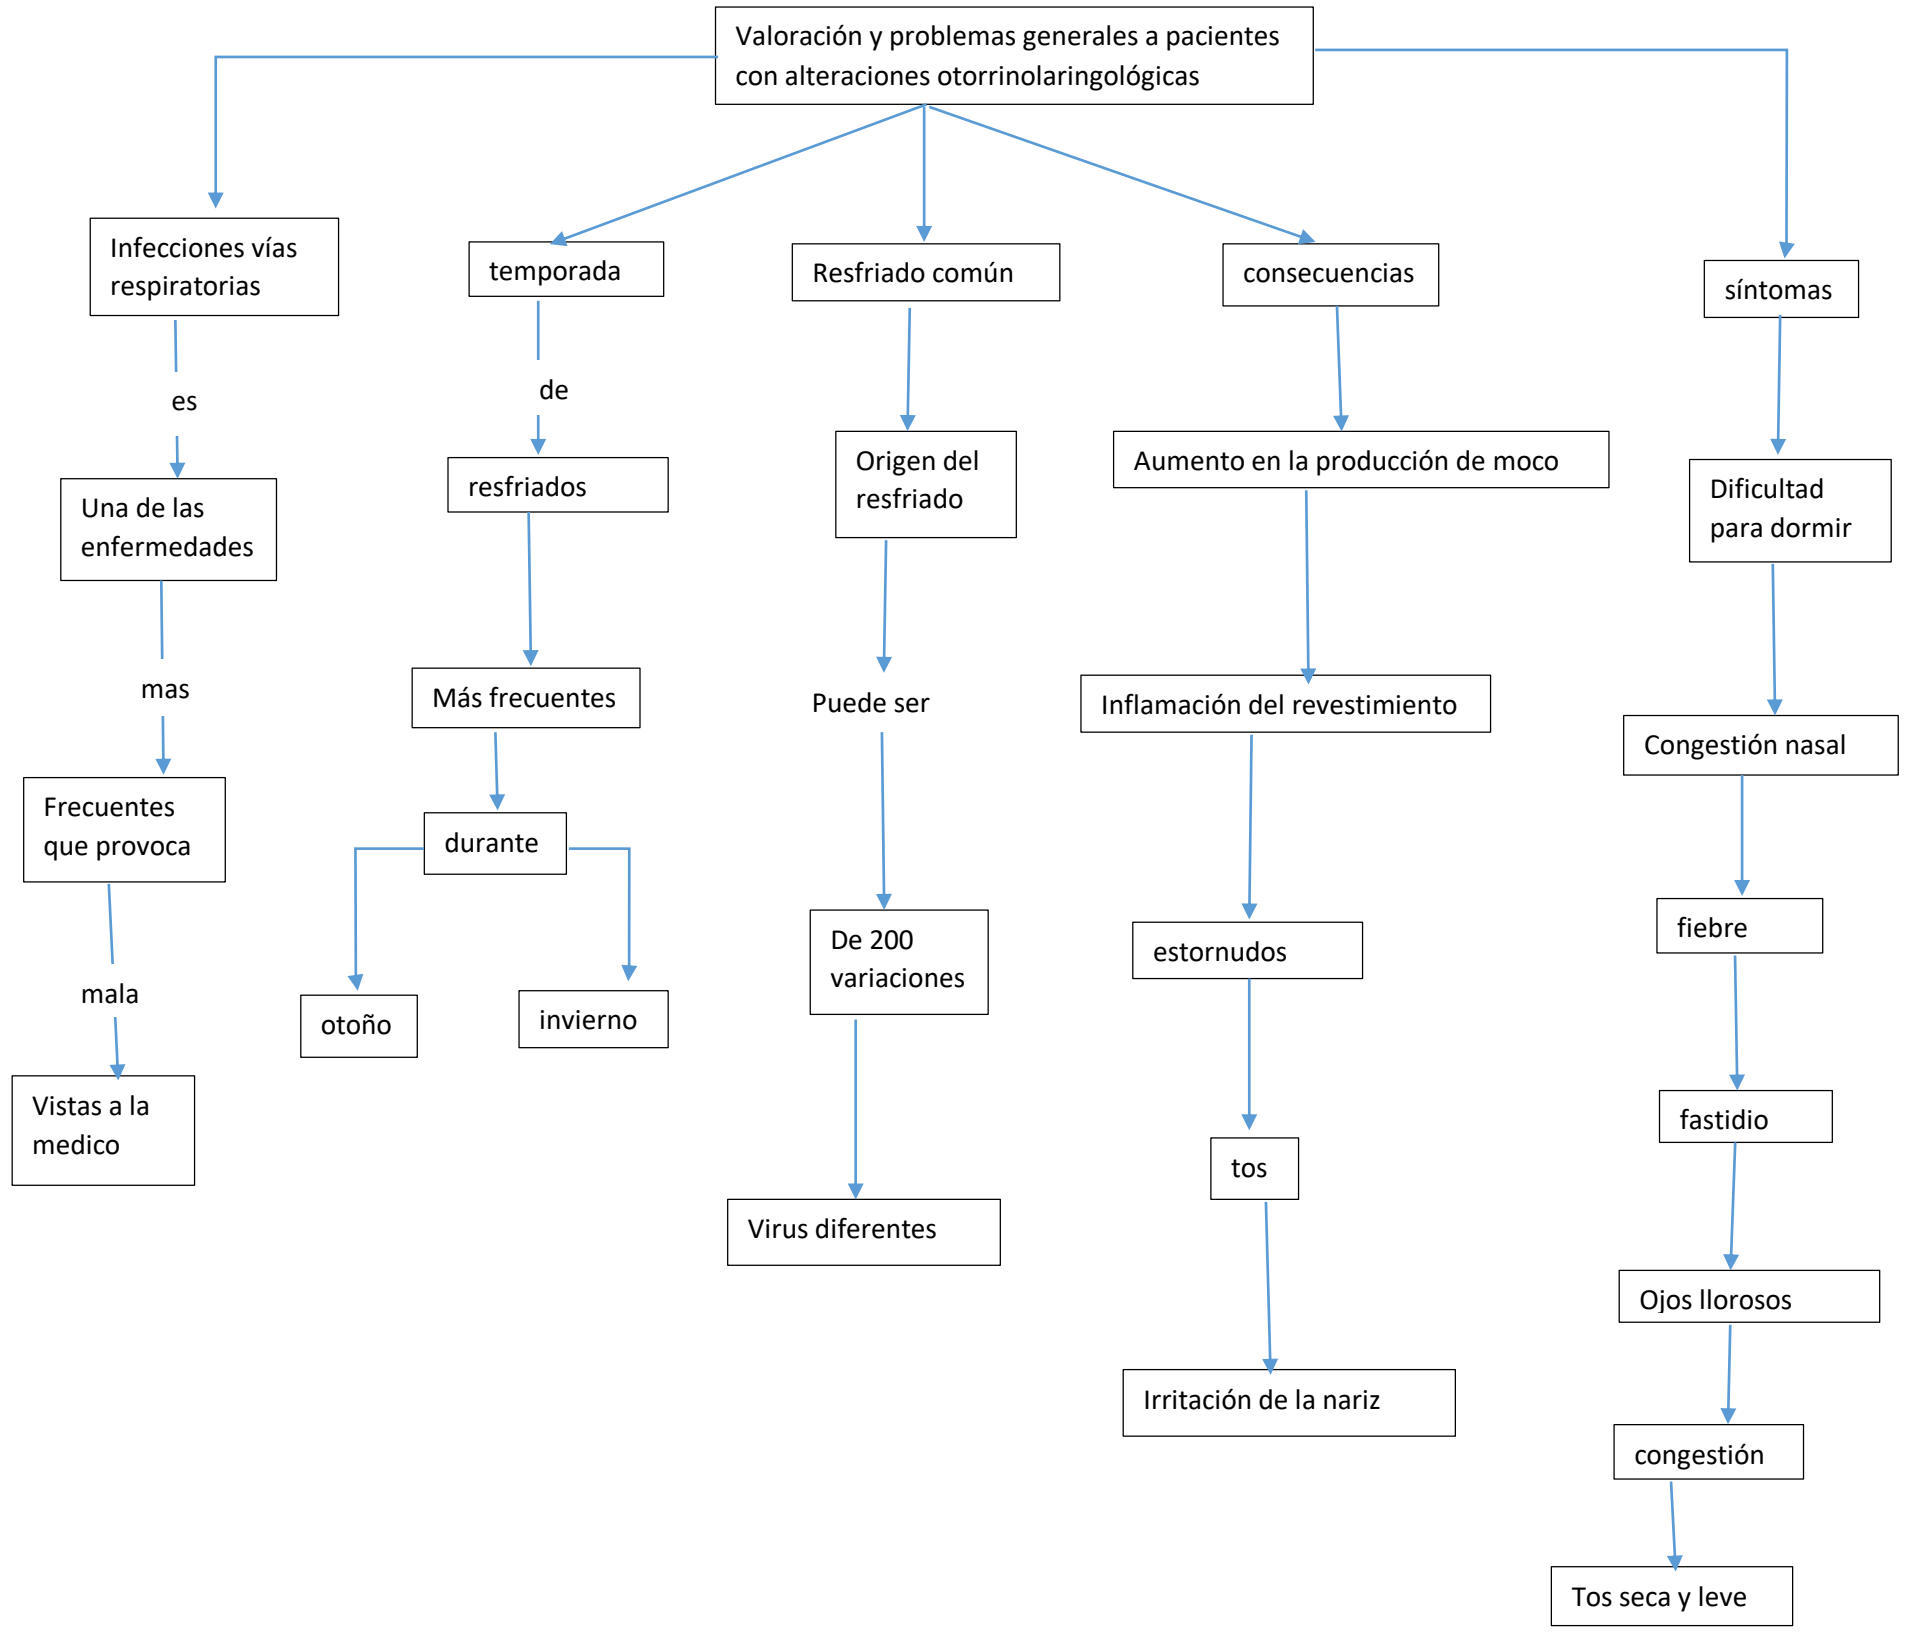 Valoración y problemas generales a pacientes
con alteraciones otorrinolaringológicas
Infecciones vías
respiratorias
es
Una de las
enfermedades
mas
Frecuentes
que provoca
mala
Vistas a la
medico
temporada
de
resfriados
Más frecuentes
durante
otoño
invierno
Resfriado común
Origen del
resfriado
Puede ser
De 200
variaciones
Virus diferentes
consecuencias
Aumento en la producción de moco
Inflamación del revestimiento
estornudos
tos
Irritación de la nariz
síntomas
Dificultad
para dormir
Congestión nasal
fiebre
fastidio
Ojos llorosos
congestión
Tos seca y leve